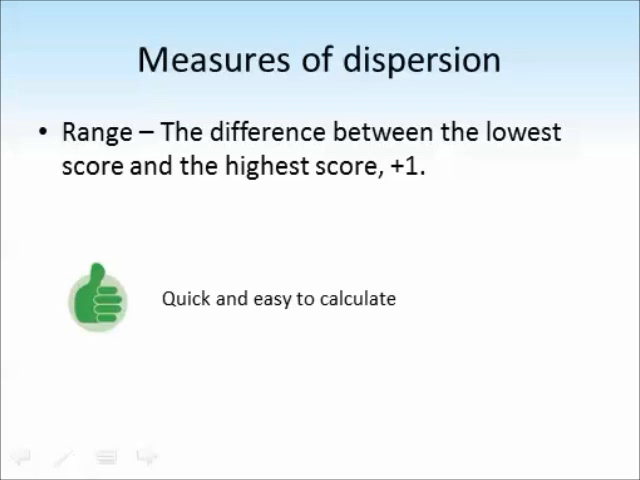 Measures of dispersion
• Range – The difference between the lowest
score and the highest score, +1.
Quick and easy to calculate